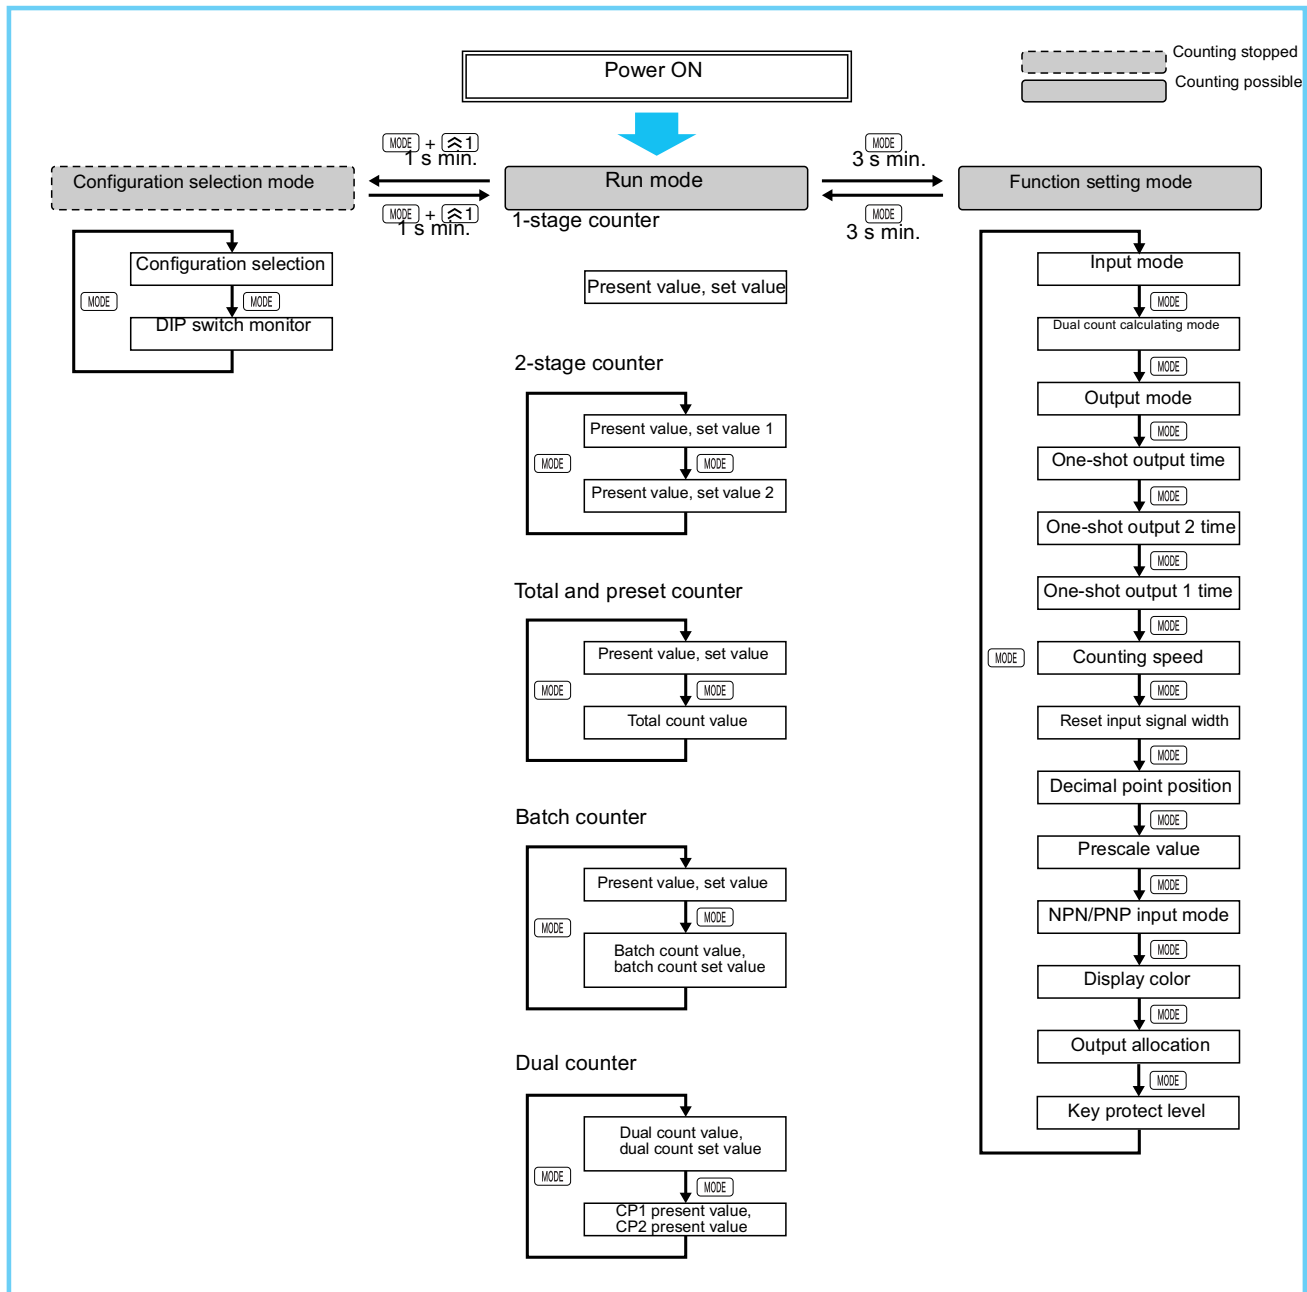 Power ON
Counting stopped
Counting possible
MODE + 1
1 s min.
MODE
3 s min.
Configuration selection mode
Run mode
Function setting mode
MODE + 1
1 s min.
MODE
3 s min.
Configuration selection
MODE
MODE
DIP switch monitor
1-stage counter
Present value, set value
2-stage counter
Present value, set value 1
MODE
MODE
Present value, set value 2
Total and preset counter
Present value, set value
MODE
MODE
Total count value
Batch counter
Present value, set value
MODE
MODE
Batch count value,
batch count set value
Dual counter
Dual count value,
dual count set value
MODE
MODE
CP1 present value,
CP2 present value
Input mode
MODE
Dual count calculating mode
MODE
Output mode
MODE
One-shot output time
MODE
One-shot output 2 time
MODE
One-shot output 1 time
MODE
MODE
Counting speed
MODE
Reset input signal width
MODE
Decimal point position
MODE
Prescale value
MODE
NPN/PNP input mode
MODE
Display color
MODE
Output allocation
MODE
Key protect level